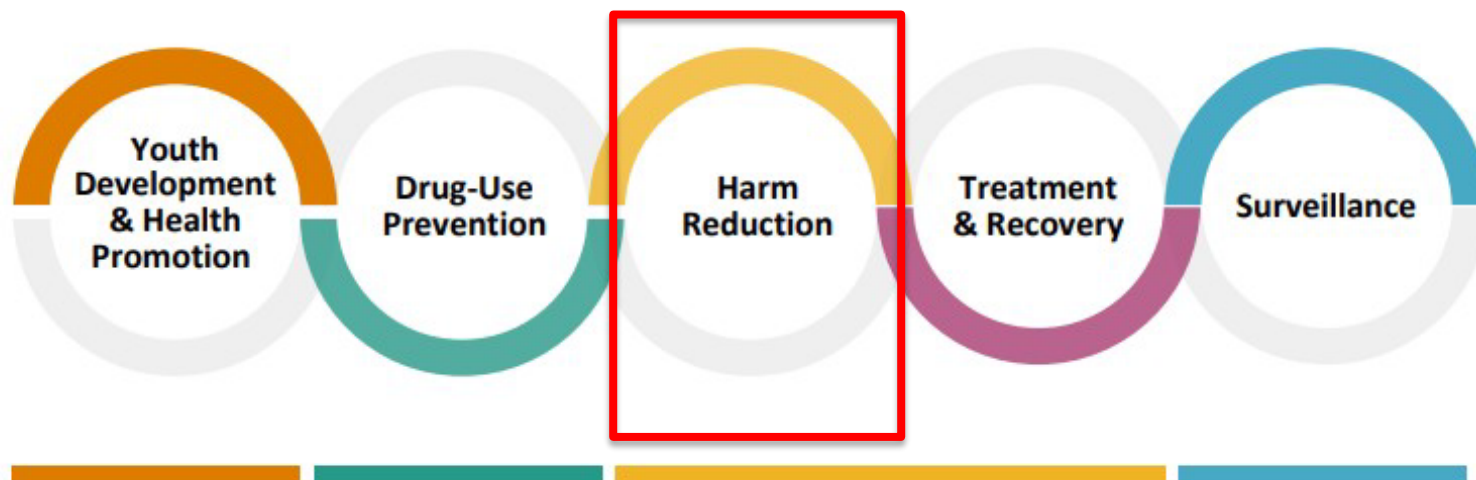 Youth
Development
& Health
Promotion
Drug-Use
Prevention
Harm
Reduction
Treatment
& Recovery
Surveillance